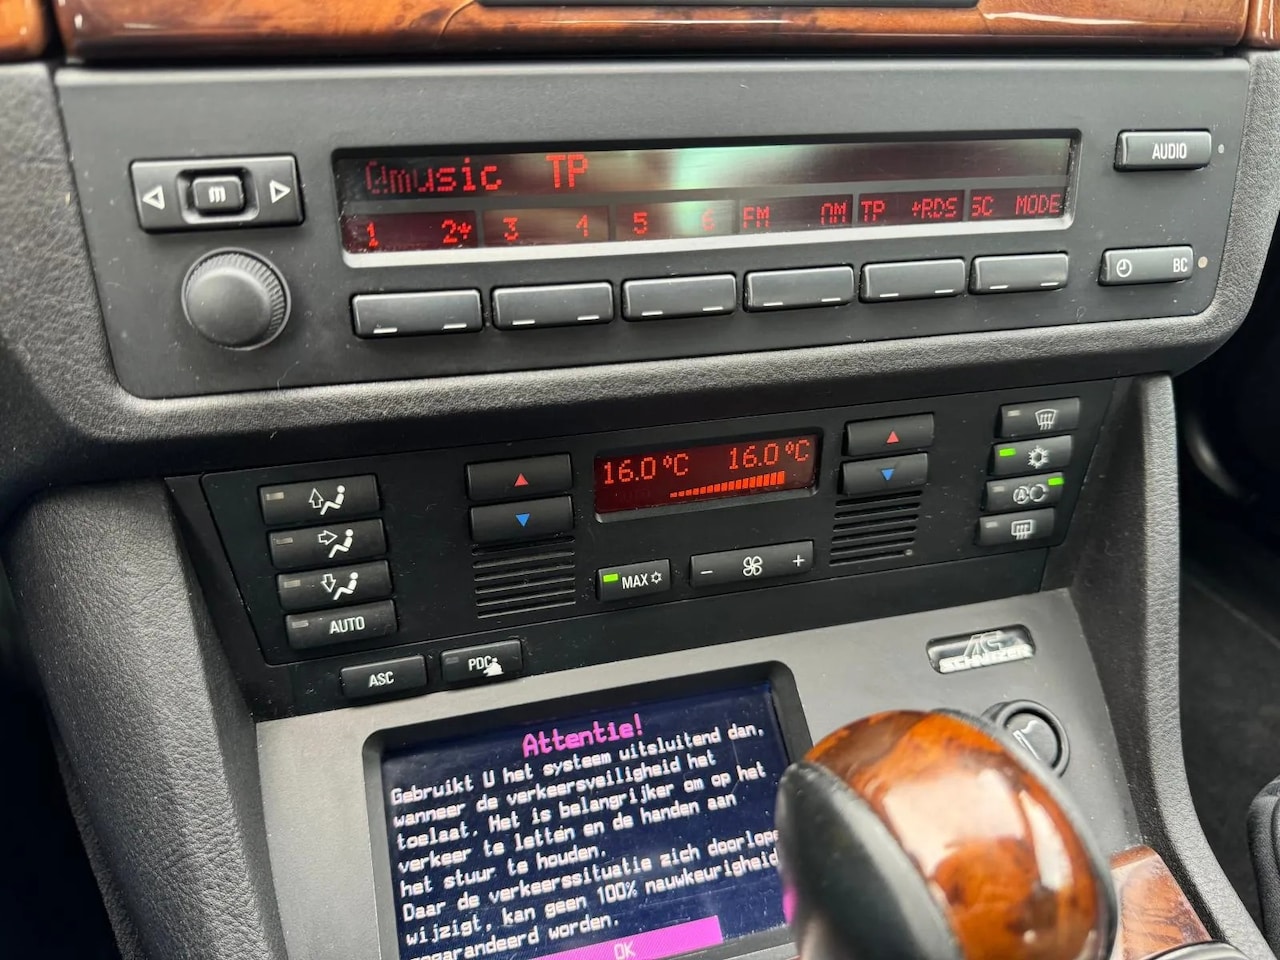 Qmusic TP
AUDIO
1 2* 3 4 5 6 FM AM TP *RDS SC MODE
BC
m
16.0°C 16.0°C
MAX
- +
AUTO
ASC PDC
AC SCHNITZER
Attentie!
Gebruikt U het systeem uitsluitend dan,
wanneer de verkeersveiligheid het
toelaat. Het is belangrijker om op het
verkeer te letten en de handen aan
het stuur te houden.
Daar de verkeerssituatie zich doorlope
wijzigt, kan geen 100% nauwkeurigheid
gegarandeerd worden.
OK